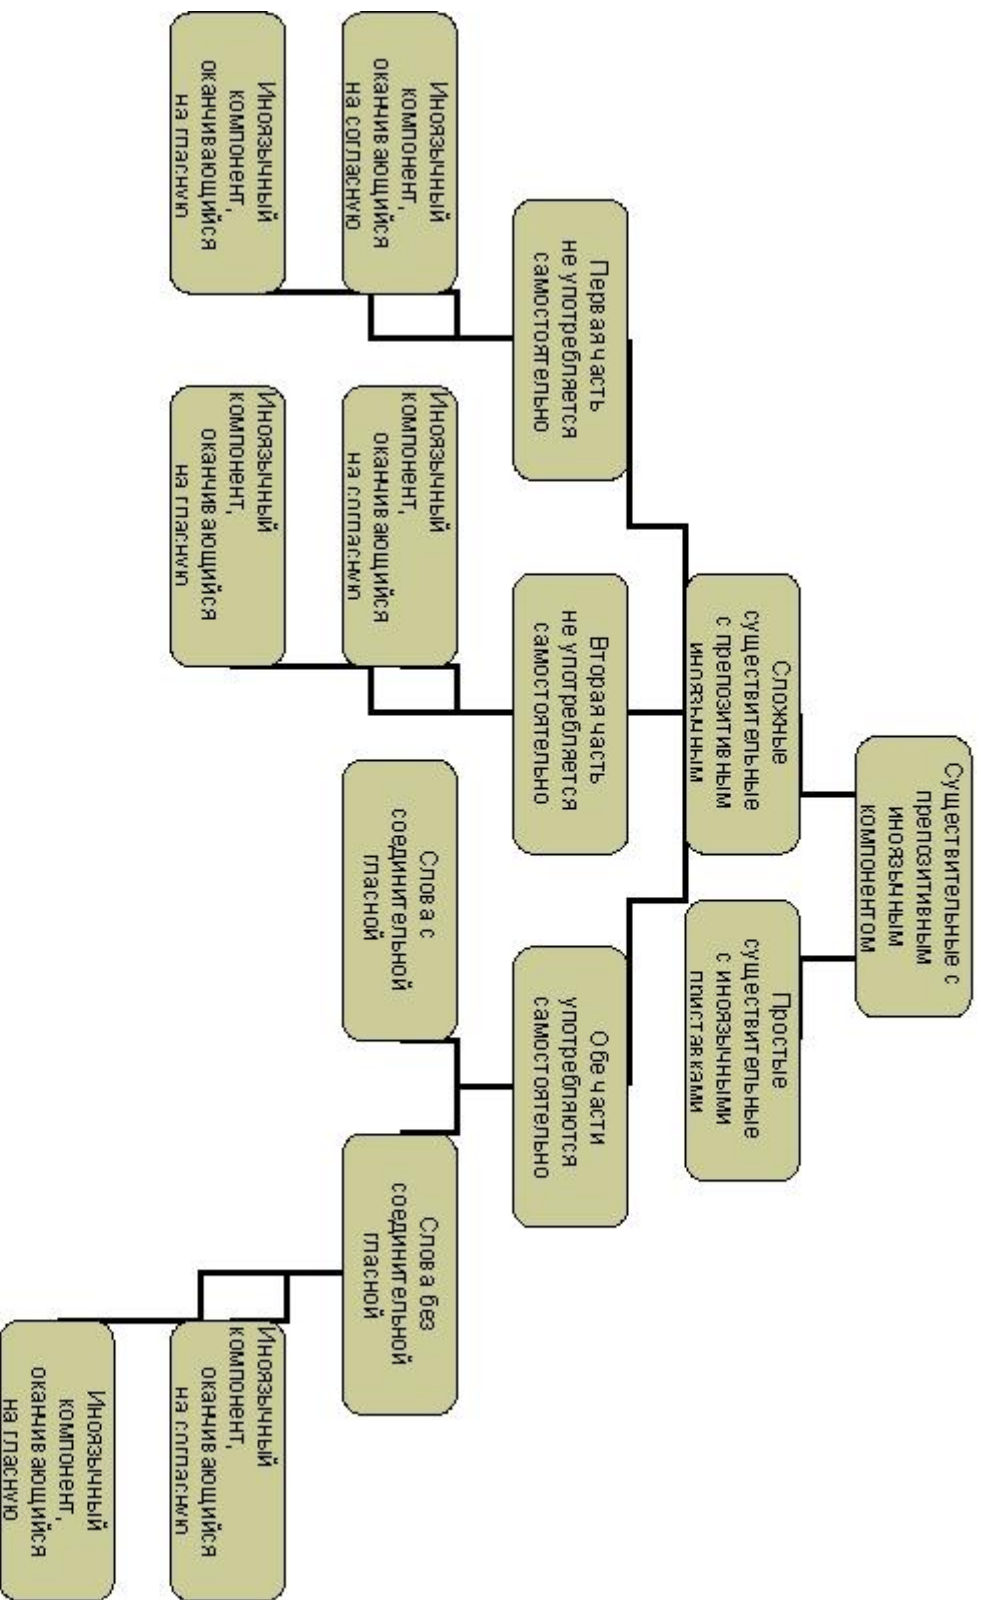 Существительные с
препозитивным
иноязычным
компонентом
Сложные
существительные
с препозитивным
иноязычным
Простые
существительные
с иноязычными
приставками
Первая часть
не употребляется
самостоятельно
Вторая часть
не употребляется
самостоятельно
Обе части
употребляются
самостоятельно
Иноязычный
компонент,
оканчивающийся
на согласную
Иноязычный
компонент,
оканчивающийся
на гласную
Иноязычный
компонент,
оканчивающийся
на согласную
Иноязычный
компонент,
оканчивающийся
на гласную
Слова с
соединительной
гласной
Слова без
соединительной
гласной
Иноязычный
компонент,
оканчивающийся
на согласную
Иноязычный
компонент,
оканчивающийся
на гласную